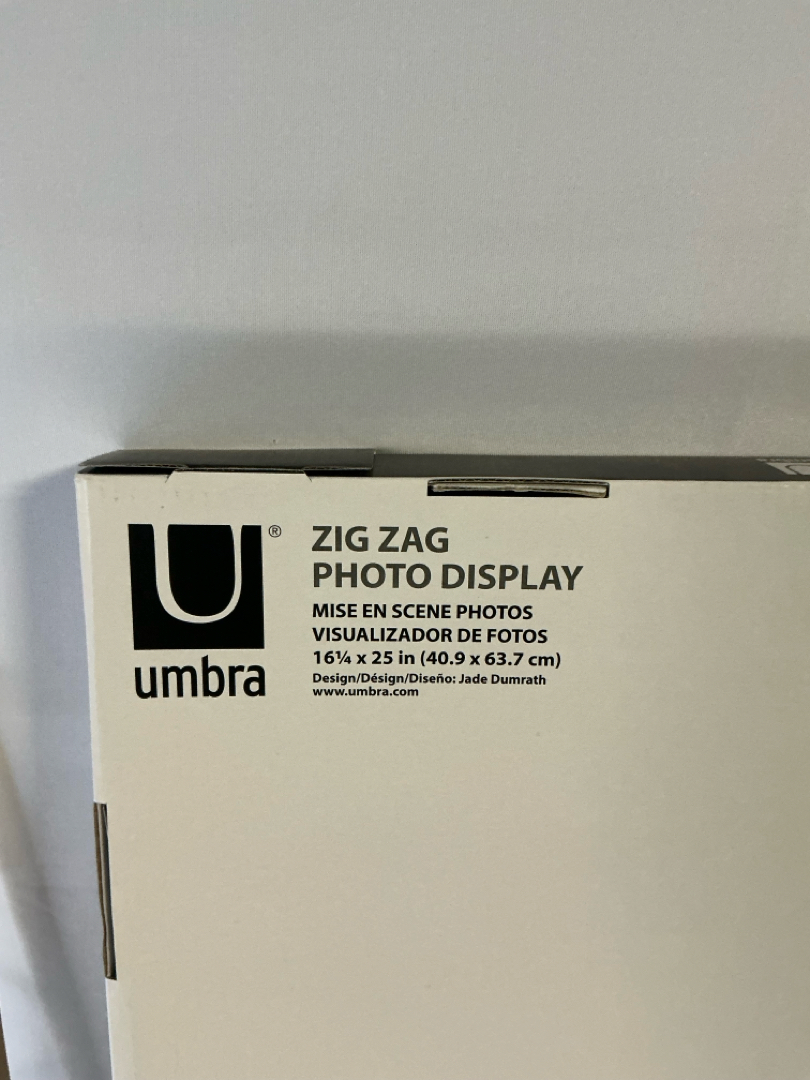 ®
umbra
ZIG ZAG
PHOTO DISPLAY
MISE EN SCENE PHOTOS
VISUALIZADOR DE FOTOS
16¼ x 25 in (40.9 x 63.7 cm)
Design/Désign/Diseño: Jade Dumrath
www.umbra.com